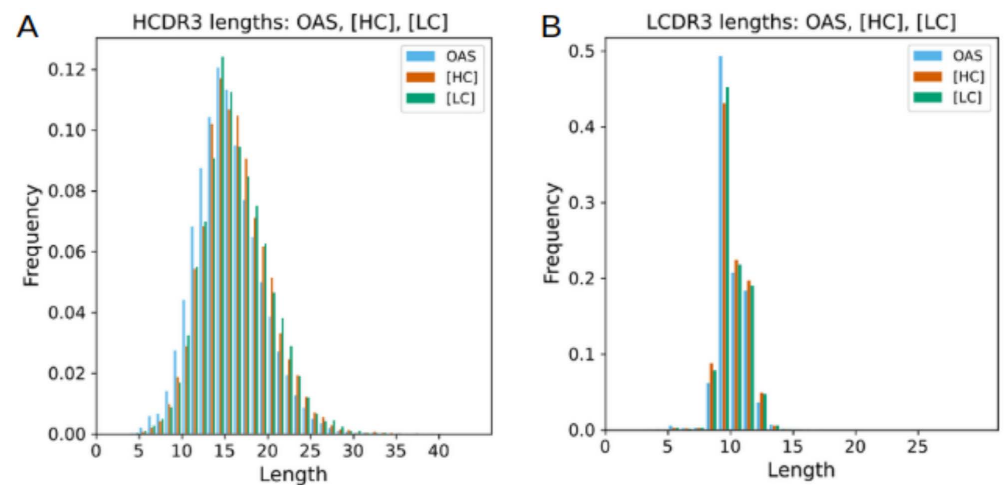 A
HCDR3 lengths: OAS, [HC], [LC]
OAS
[HC]
[LC]
Frequency
0.12
0.10
0.08
0.06
0.04
0.02
0.00
0 5 10 15 20 25 30 35 40
Length
B
LCDR3 lengths: OAS, [HC], [LC]
OAS
[HC]
[LC]
Frequency
0.5
0.4
0.3
0.2
0.1
0.0
0 5 10 15 20 25
Length